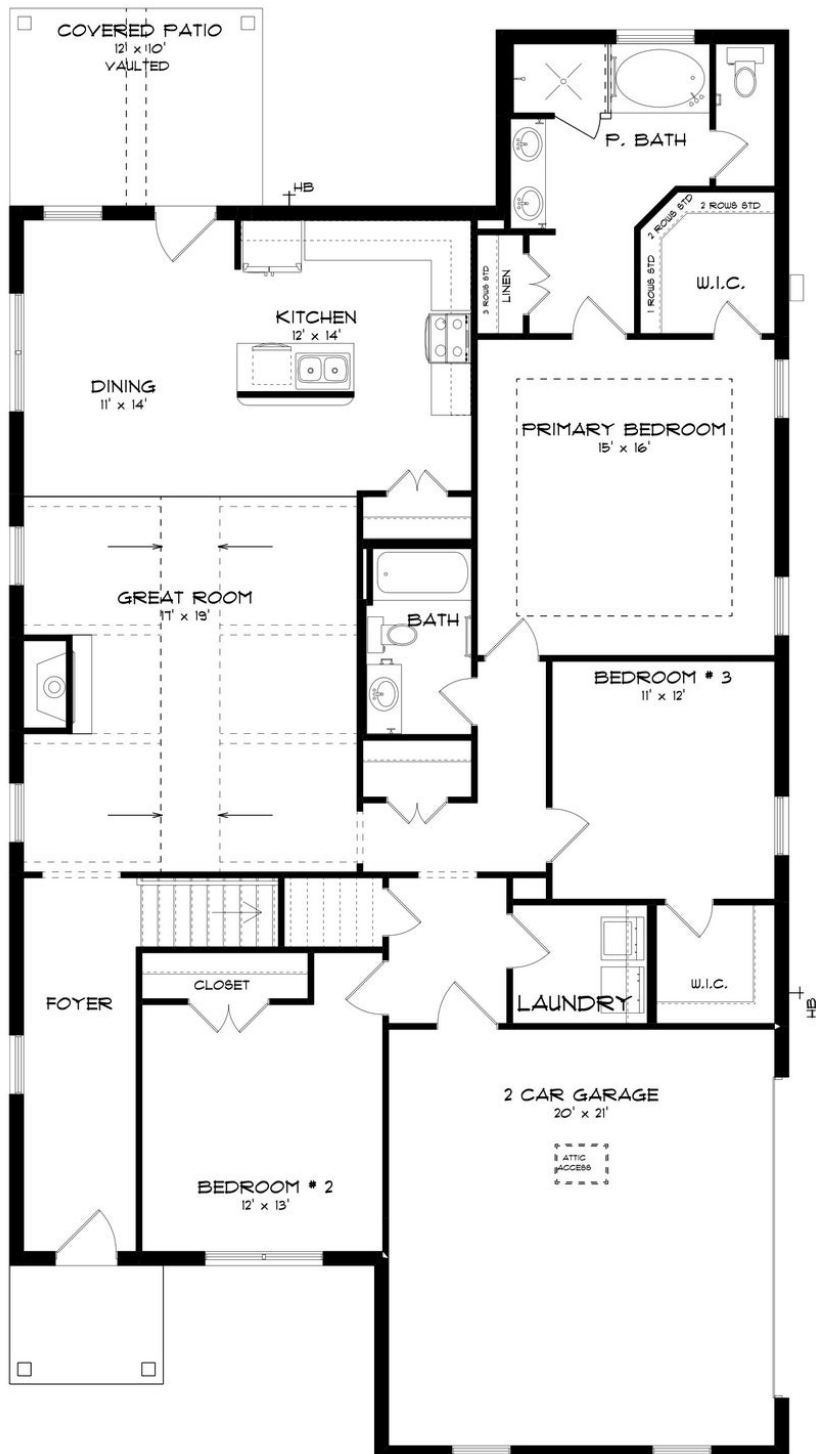 COVERED PATIO
12' x 10'
VAULTED
HB
P. BATH
2 ROWS STD
2 ROWS STD
1 ROWS STD
W.I.C.
3 ROWS STD
LINEN
KITCHEN
12' x 14'
DINING
11' x 14'
PRIMARY BEDROOM
15' x 16'
GREAT ROOM
17' x 19'
BATH
BEDROOM # 3
11' x 12'
CLOSET
FOYER
LAUNDRY
W.I.C.
HB
2 CAR GARAGE
20' x 21'
ATTIC
ACCESS
BEDROOM # 2
12' x 13'